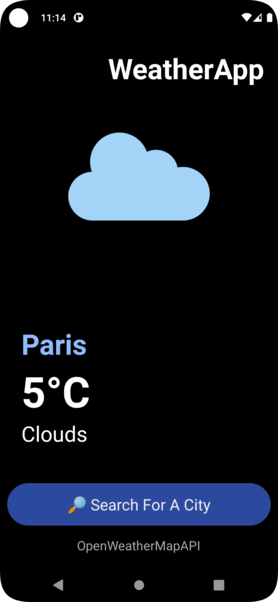 11:14
WeatherApp
Paris
5°C
Clouds
🔎 Search For A City
OpenWeatherMapAPI